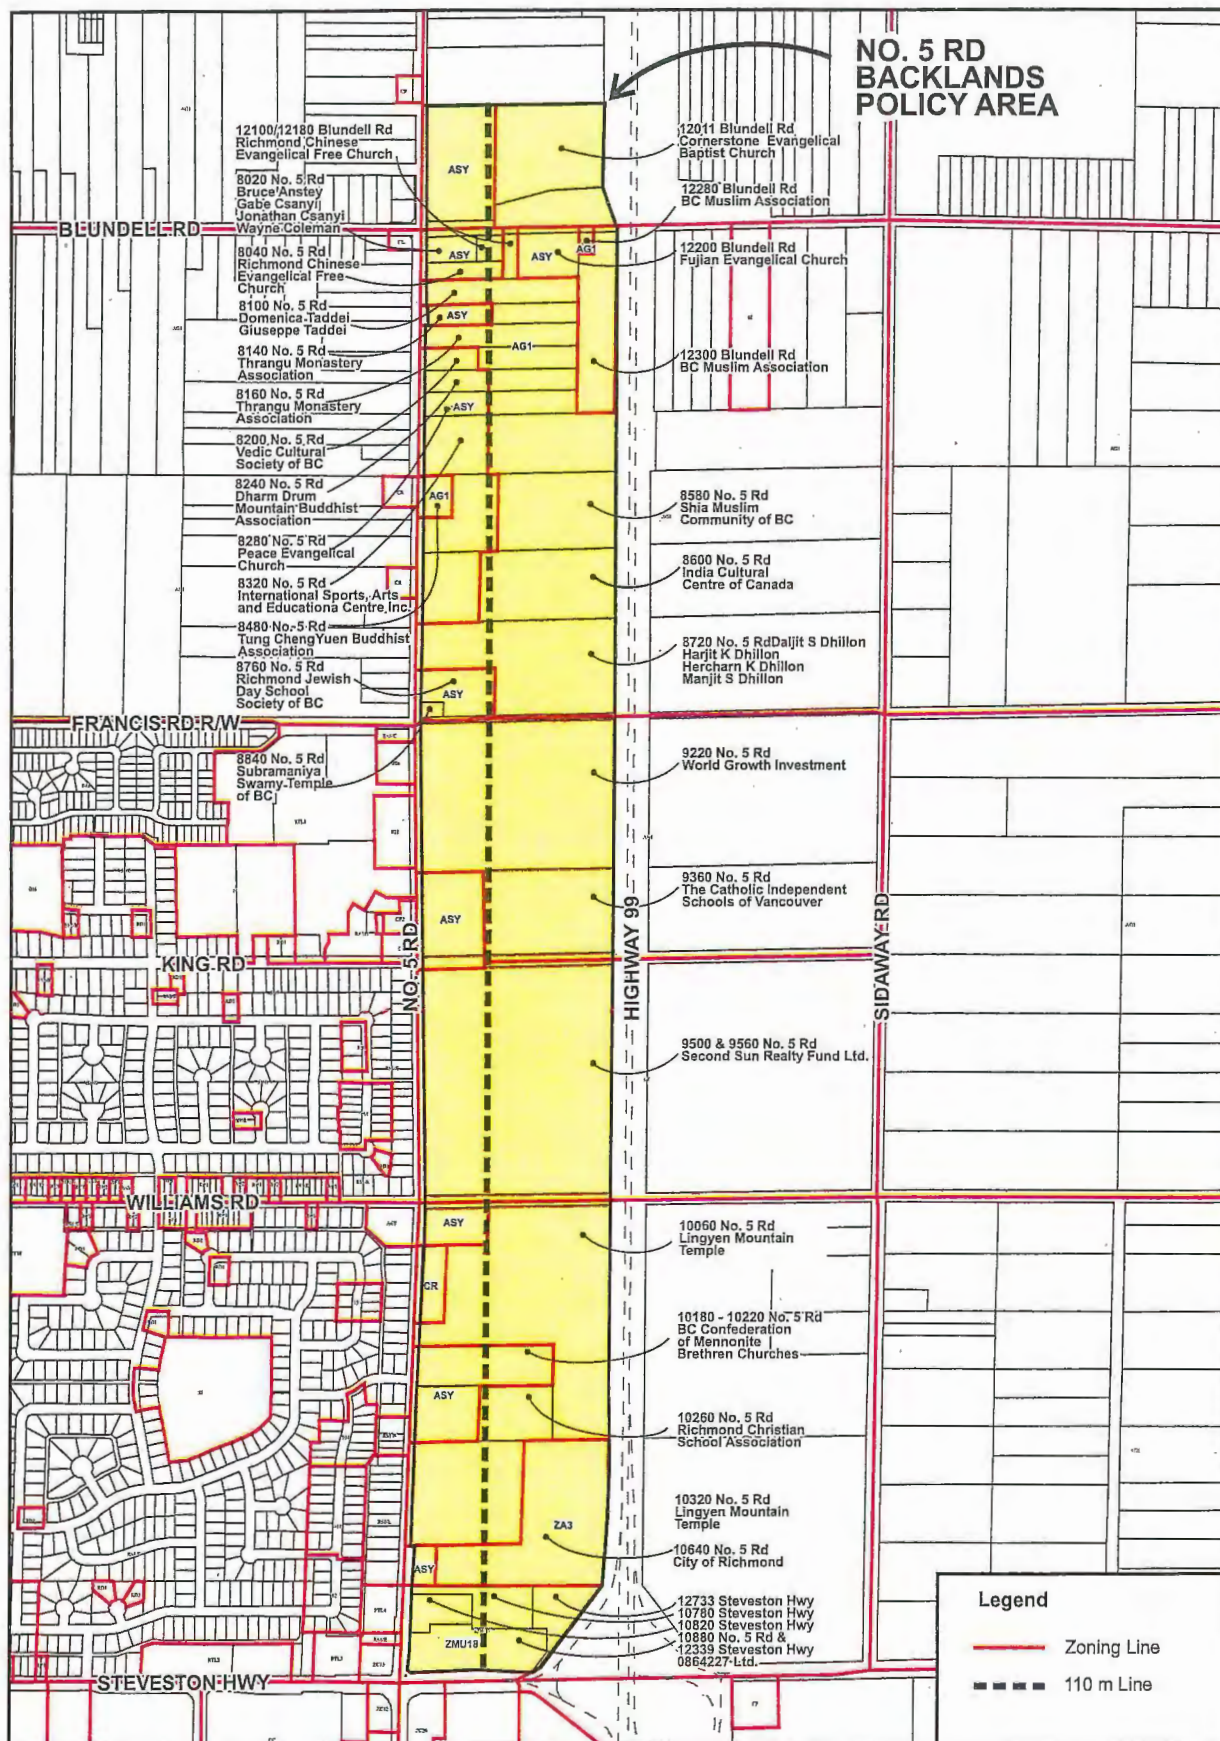 NO. 5 RD
BACKLANDS
POLICY AREA
12100/12180 Blundell Rd
Richmond Chinese
Evangelical Free Church
8020 No. 5 Rd
Bruce Anstey
Gabe Csanyi
Jonathan Csanyi
Wayne Coleman
BLUNDELL RD
8040 No. 5 Rd
Richmond Chinese
Evangelical Free
Church
8100 No. 5 Rd
Domenica Taddei
Giuseppe Taddei
8140 No. 5 Rd
Thrangu Monastery
Association
8160 No. 5 Rd
Thrangu Monastery
Association
8200 No. 5 Rd
Vedic Cultural
Society of BC
8240 No. 5 Rd
Dharm Drum
Mountain Buddhist
Association
8280 No. 5 Rd
Peace Evangelical
Church
8320 No. 5 Rd
International Sports, Arts
and Educationa Centre Inc.
8480 No. 5 Rd
Tung ChengYuen Buddhist
Association
8760 No. 5 Rd
Richmond Jewish
Day School
Society of BC
FRANCIS RD R/W
8840 No. 5 Rd
Subramaniya
Swamy Temple
of BC
KING RD
WILLIAMS RD
STEVESTON HWY
NO. 5 RD
ASY
ASY
ASY
AG1
ASY
AG1
ASY
AG1
ASY
ASY
ASY
CR
ASY
ZA3
ASY
ZMU18
12011 Blundell Rd
Cornerstone Evangelical
Baptist Church
12280 Blundell Rd
BC Muslim Association
12200 Blundell Rd
Fujian Evangelical Church
12300 Blundell Rd
BC Muslim Association
8580 No. 5 Rd
Shia Muslim
Community of BC
8600 No. 5 Rd
India Cultural
Centre of Canada
8720 No. 5 RdDaljit S Dhillon
Harjit K Dhillon
Hercharn K Dhillon
Manjit S Dhillon
9220 No. 5 Rd
World Growth Investment
9360 No. 5 Rd
The Catholic Independent
Schools of Vancouver
HIGHWAY 99
SIDAWAY RD
9500 & 9560 No. 5 Rd
Second Sun Realty Fund Ltd.
10060 No. 5 Rd
Lingyen Mountain
Temple
10180 - 10220 No. 5 Rd
BC Confederation
of Mennonite
Brethren Churches
10260 No. 5 Rd
Richmond Christian
School Association
10320 No. 5 Rd
Lingyen Mountain
Temple
10640 No. 5 Rd
City of Richmond
12733 Steveston Hwy
10780 Steveston Hwy
10820 Steveston Hwy
10880 No. 5 Rd &
12339 Steveston Hwy
0864227 Ltd.
Legend
Zoning Line
110 m Line